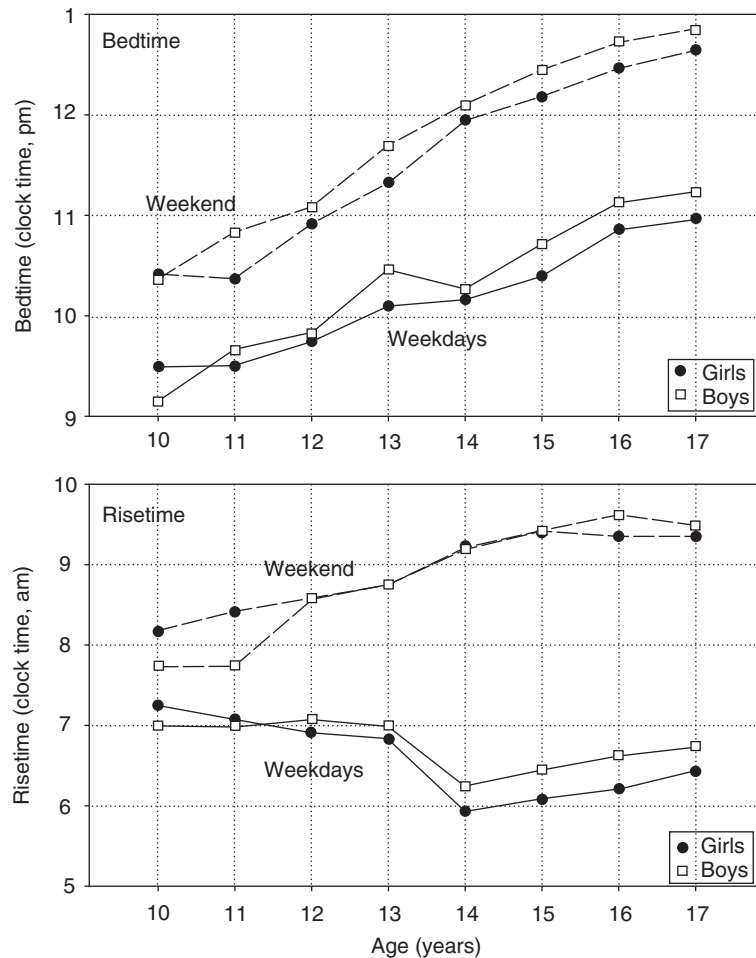 1
Bedtime
12
Weekend
11
10
Weekdays
Girls
Boys
9
Bedtime (clock time, pm)
10 11 12 13 14 15 16 17
10
Risetime
9
Weekend
8
7
Weekdays
6
Girls
Boys
5
Risetime (clock time, am)
10 11 12 13 14 15 16 17
Age (years)